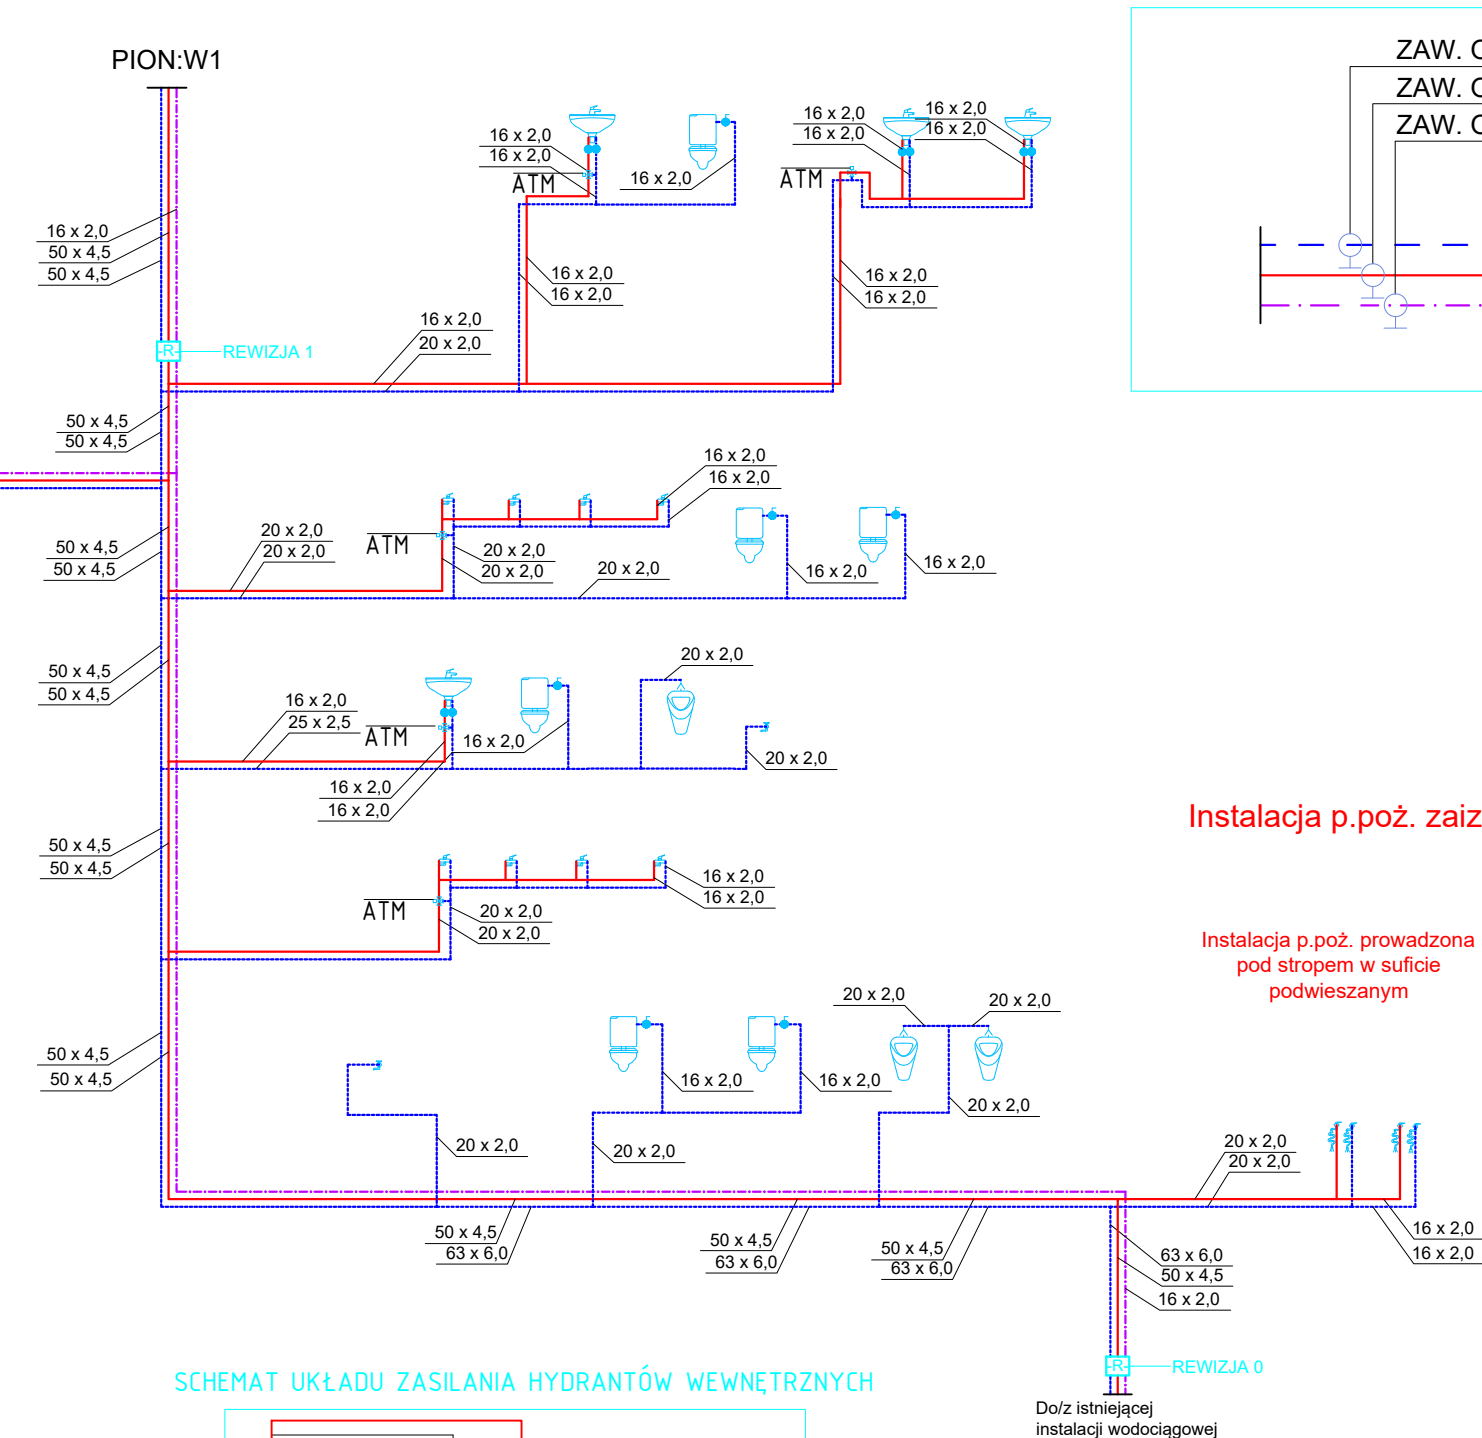 PION:W1
ZAW. C
ZAW. C
ZAW. C
16 x 2,0
16 x 2,0
ATM
16 x 2,0
16 x 2,0
16 x 2,0
16 x 2,0
16 x 2,0
ATM
16 x 2,0
50 x 4,5
50 x 4,5
16 x 2,0
16 x 2,0
16 x 2,0
16 x 2,0
16 x 2,0
20 x 2,0
R
REWIZJA 1
50 x 4,5
50 x 4,5
16 x 2,0
16 x 2,0
50 x 4,5
50 x 4,5
20 x 2,0
20 x 2,0
ATM
20 x 2,0
20 x 2,0
20 x 2,0
16 x 2,0
16 x 2,0
50 x 4,5
50 x 4,5
20 x 2,0
16 x 2,0
25 x 2,5
ATM
16 x 2,0
20 x 2,0
16 x 2,0
16 x 2,0
Instalacja p.poż. zaiz
50 x 4,5
50 x 4,5
16 x 2,0
16 x 2,0
ATM
20 x 2,0
20 x 2,0
Instalacja p.poż. prowadzona
pod stropem w suficie
podwieszanym
20 x 2,0
20 x 2,0
50 x 4,5
50 x 4,5
16 x 2,0
16 x 2,0
20 x 2,0
20 x 2,0
20 x 2,0
20 x 2,0
20 x 2,0
50 x 4,5
63 x 6,0
50 x 4,5
63 x 6,0
50 x 4,5
63 x 6,0
16 x 2,0
16 x 2,0
63 x 6,0
50 x 4,5
16 x 2,0
R
REWIZJA 0
SCHEMAT UKŁADU ZASILANIA HYDRANTÓW WEWNĘTRZNYCH
Do/z istniejącej
instalacji wodociągowej